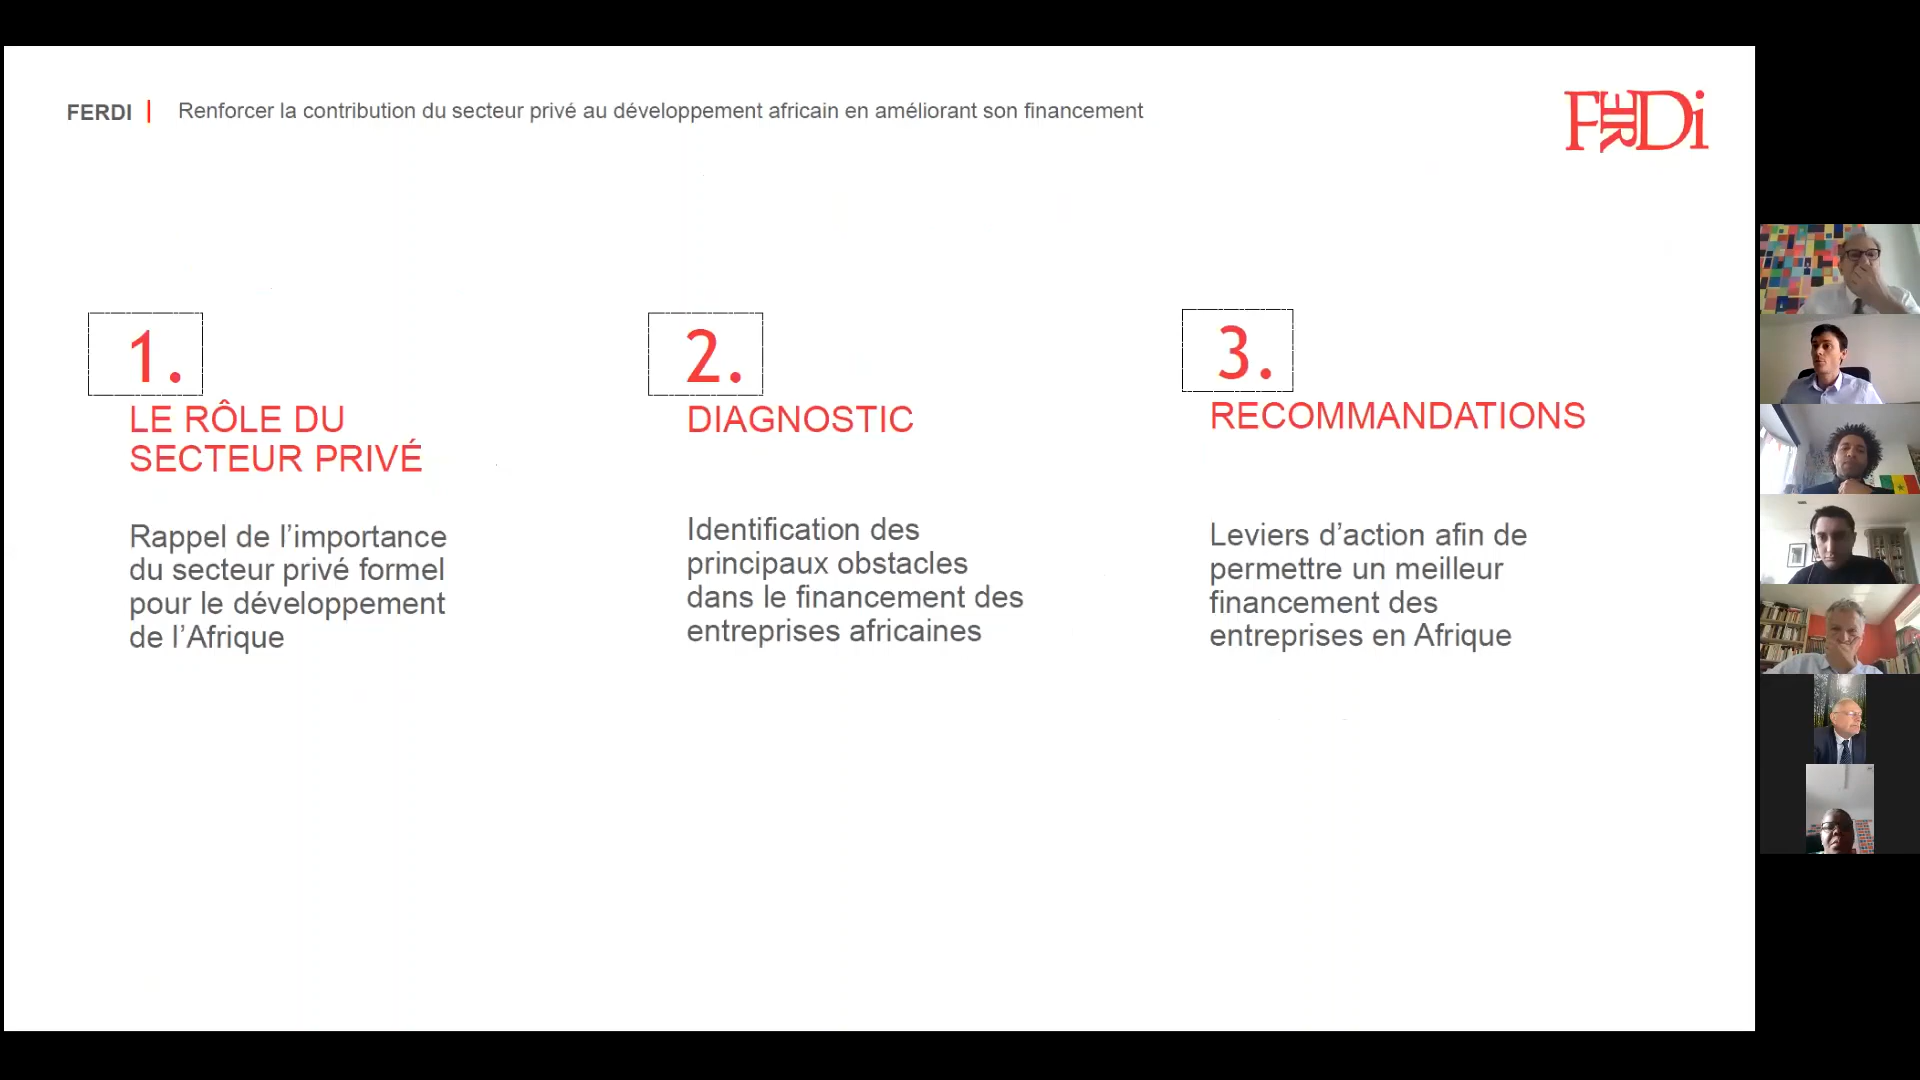 FERDI | Renforcer la contribution du secteur privé au développement africain en améliorant son financement
FERDi
1.
LE RÔLE DU
SECTEUR PRIVÉ
Rappel de l’importance
du secteur privé formel
pour le développement
de l’Afrique
2.
DIAGNOSTIC
Identification des
principaux obstacles
dans le financement des
entreprises africaines
3.
RECOMMANDATIONS
Leviers d’action afin de
permettre un meilleur
financement des
entreprises en Afrique